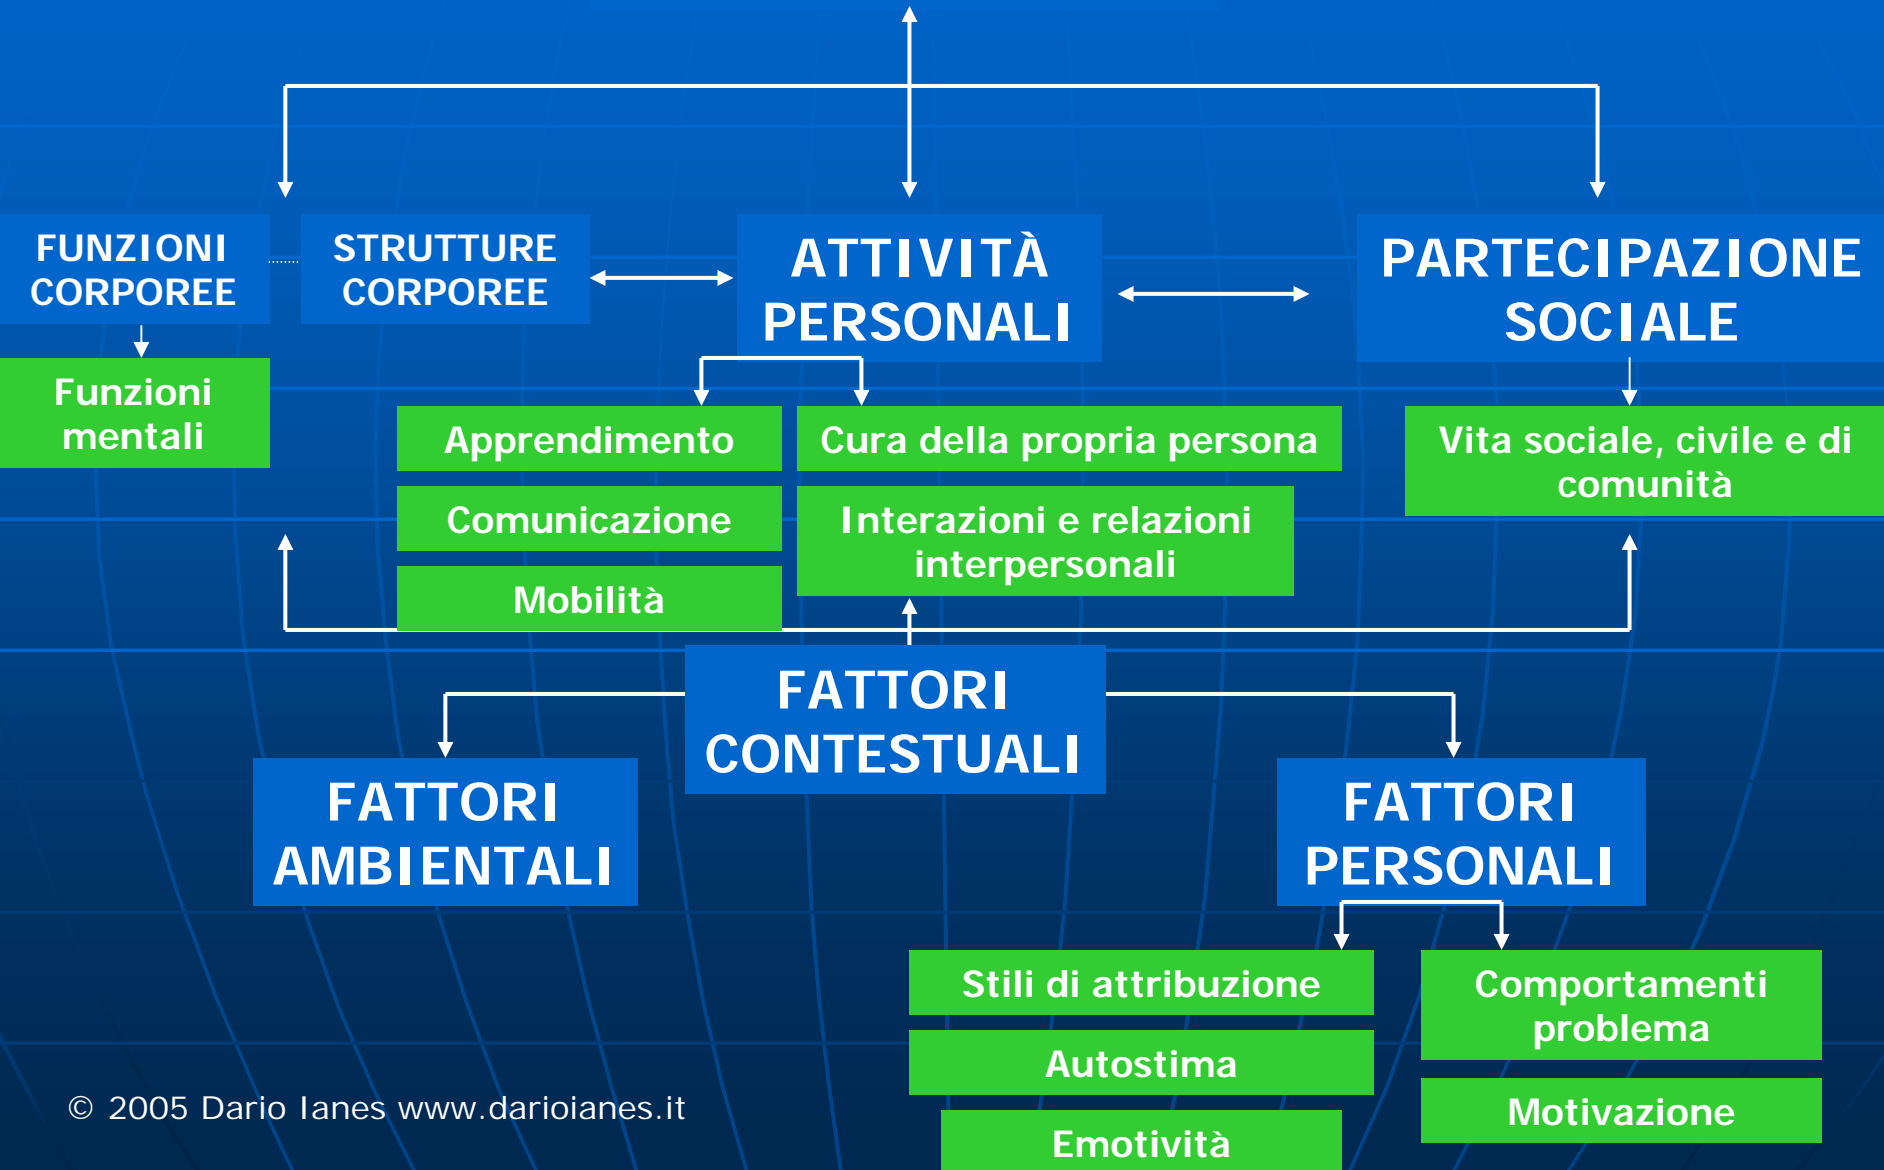 FUNZIONI
CORPOREE
STRUTTURE
CORPOREE
ATTIVITÀ
PERSONALI
PARTECIPAZIONE
SOCIALE
Funzioni
mentali
Apprendimento
Cura della propria persona
Vita sociale, civile e di
comunità
Comunicazione
Interazioni e relazioni
interpersonali
Mobilità
FATTORI
CONTESTUALI
FATTORI
AMBIENTALI
FATTORI
PERSONALI
Stili di attribuzione
Comportamenti
problema
Autostima
Motivazione
Emotività
© 2005 Dario Ianes www.darioianes.it